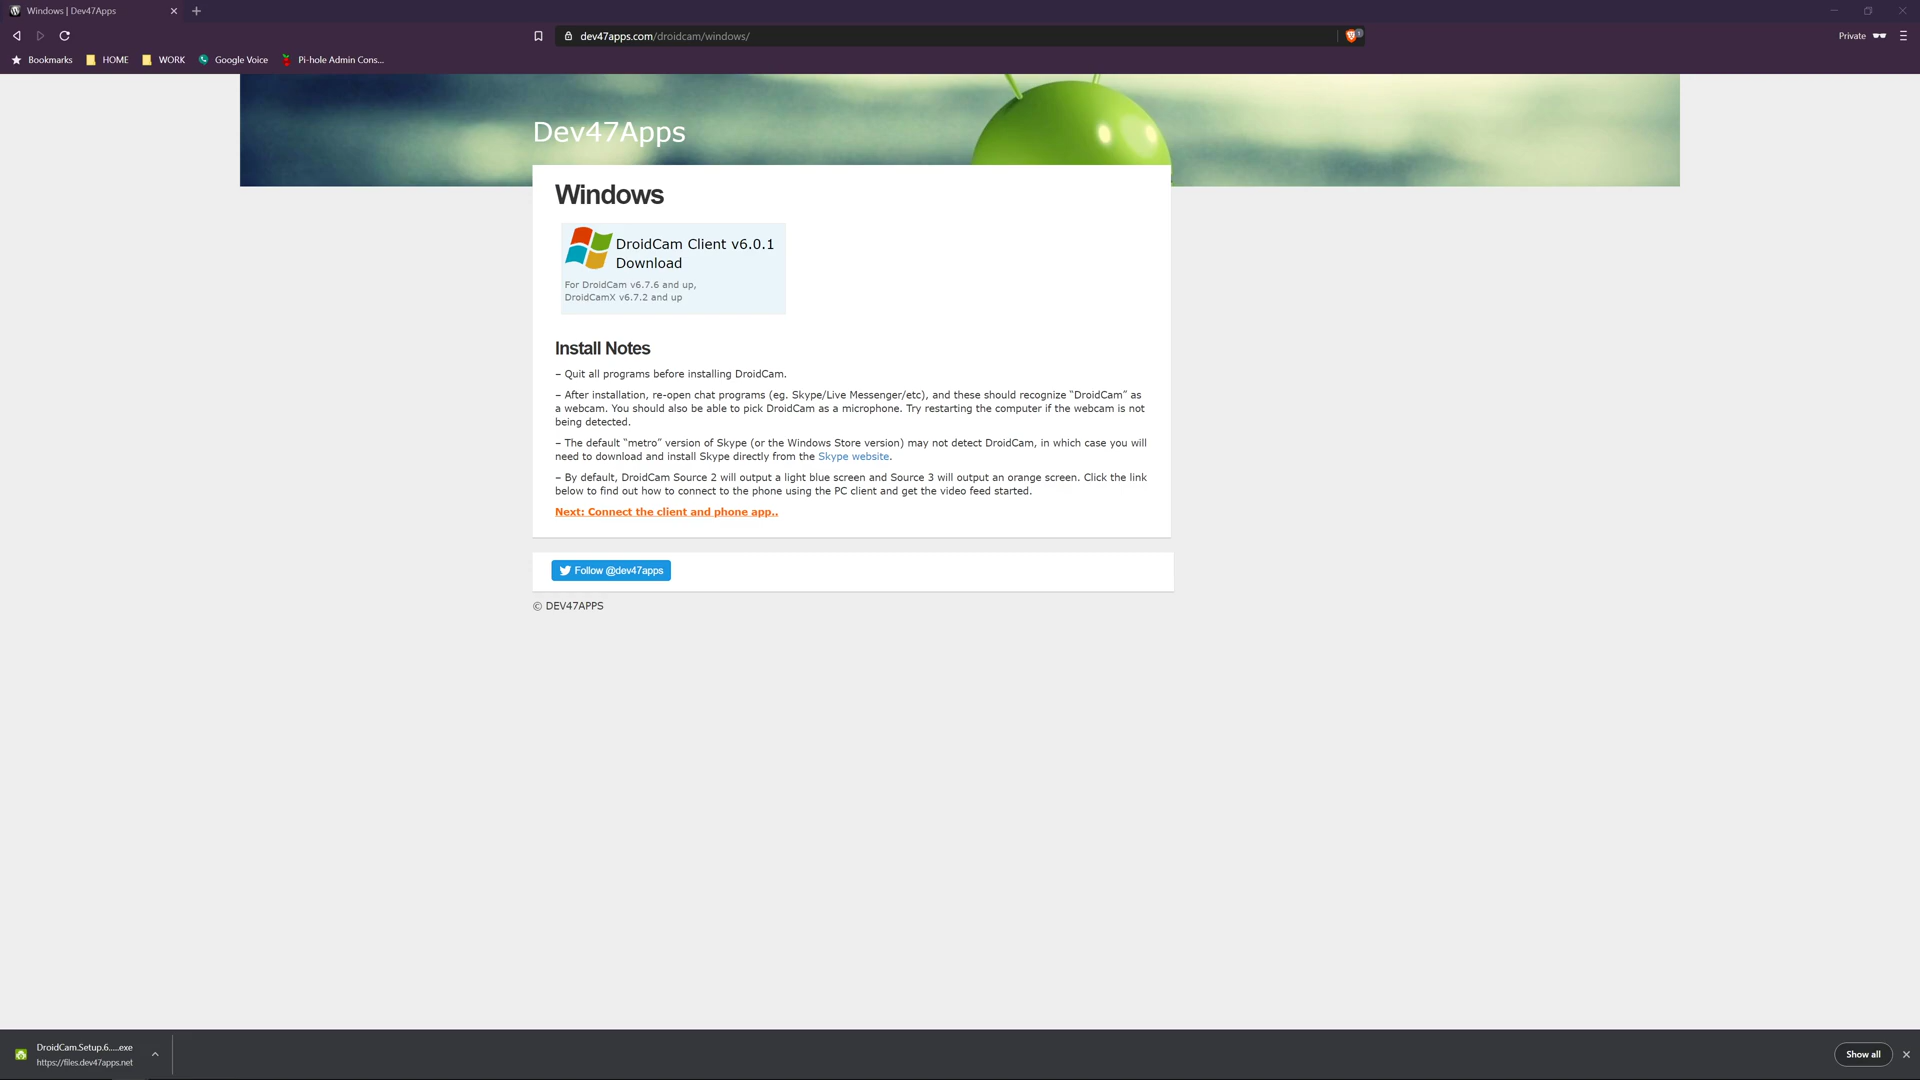 Windows | Dev47Apps
dev47apps.com/droidcam/windows/
1
Private
Bookmarks
HOME
WORK
Google Voice
Pi-hole Admin Cons...
Dev47Apps
Windows
DroidCam Client v6.0.1
Download
For DroidCam v6.7.6 and up,
DroidCamX v6.7.2 and up
Install Notes
– Quit all programs before installing DroidCam.
– After installation, re-open chat programs (eg. Skype/Live Messenger/etc), and these should recognize “DroidCam” as
a webcam. You should also be able to pick DroidCam as a microphone. Try restarting the computer if the webcam is not
being detected.
– The default “metro” version of Skype (or the Windows Store version) may not detect DroidCam, in which case you will
need to download and install Skype directly from the Skype website.
– By default, DroidCam Source 2 will output a light blue screen and Source 3 will output an orange screen. Click the link
below to find out how to connect to the phone using the PC client and get the video feed started.
Next: Connect the client and phone app..
Follow @dev47apps
© DEV47APPS
DroidCam.Setup.6.....exe
https://files.dev47apps.net
Show all